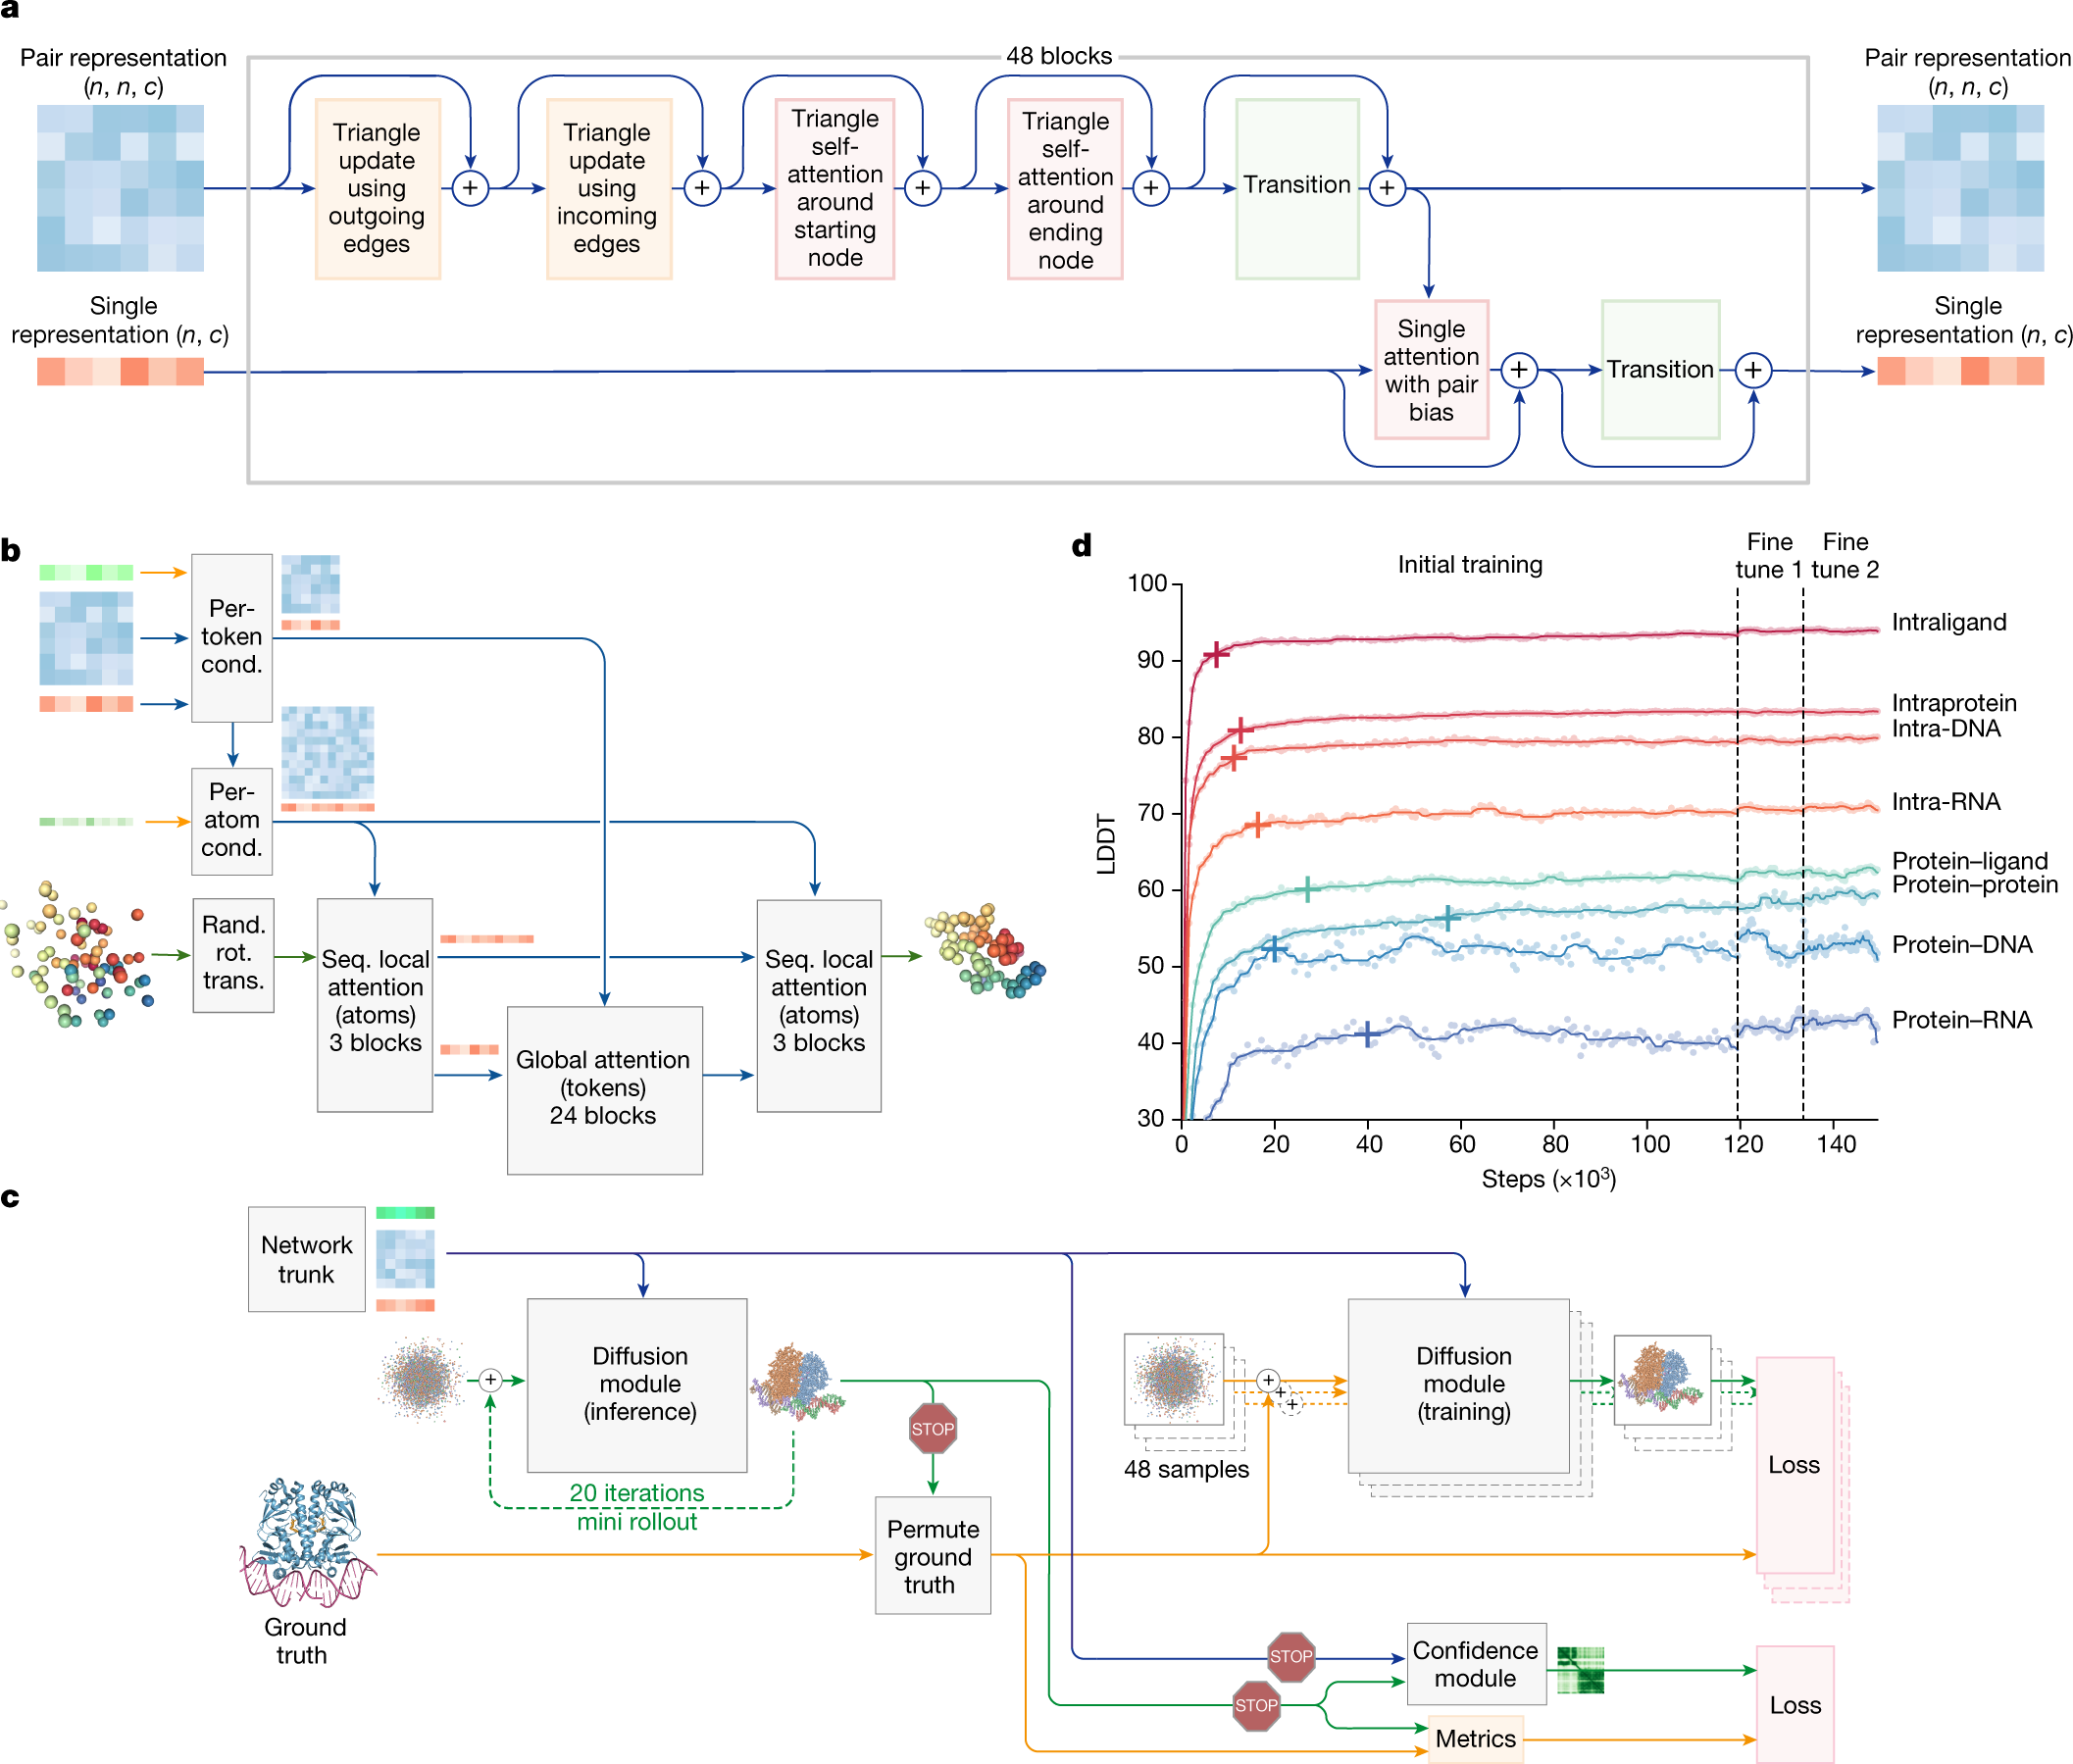 a
Pair representation
(n, n, c)
48 blocks
Pair representation
(n, n, c)
Triangle
update
using
outgoing
edges
+
Triangle
update
using
incoming
edges
+
Triangle
self-
attention
around
starting
node
+
Triangle
self-
attention
around
ending
node
+
Transition
+
Single
representation (n, c)
Single
attention
with pair
bias
+
Transition
+
Single
representation (n, c)
b
Per-
token
cond.
Per-
atom
cond.
Rand.
rot.
trans.
Seq. local
attention
(atoms)
3 blocks
Global attention
(tokens)
24 blocks
Seq. local
attention
(atoms)
3 blocks
d
Initial training
Fine
tune 1
Fine
tune 2
LDDT
100
90
80
70
60
50
40
30
0 20 40 60 80 100 120 140
Steps (×10³)
Intraligand
Intraprotein
Intra-DNA
Intra-RNA
Protein–ligand
Protein–protein
Protein–DNA
Protein–RNA
c
Network
trunk
+
Diffusion
module
(inference)
20 iterations
mini rollout
STOP
Ground
truth
Permute
ground
truth
48 samples
+
+
+
Diffusion
module
(training)
Loss
STOP
STOP
Confidence
module
Metrics
Loss